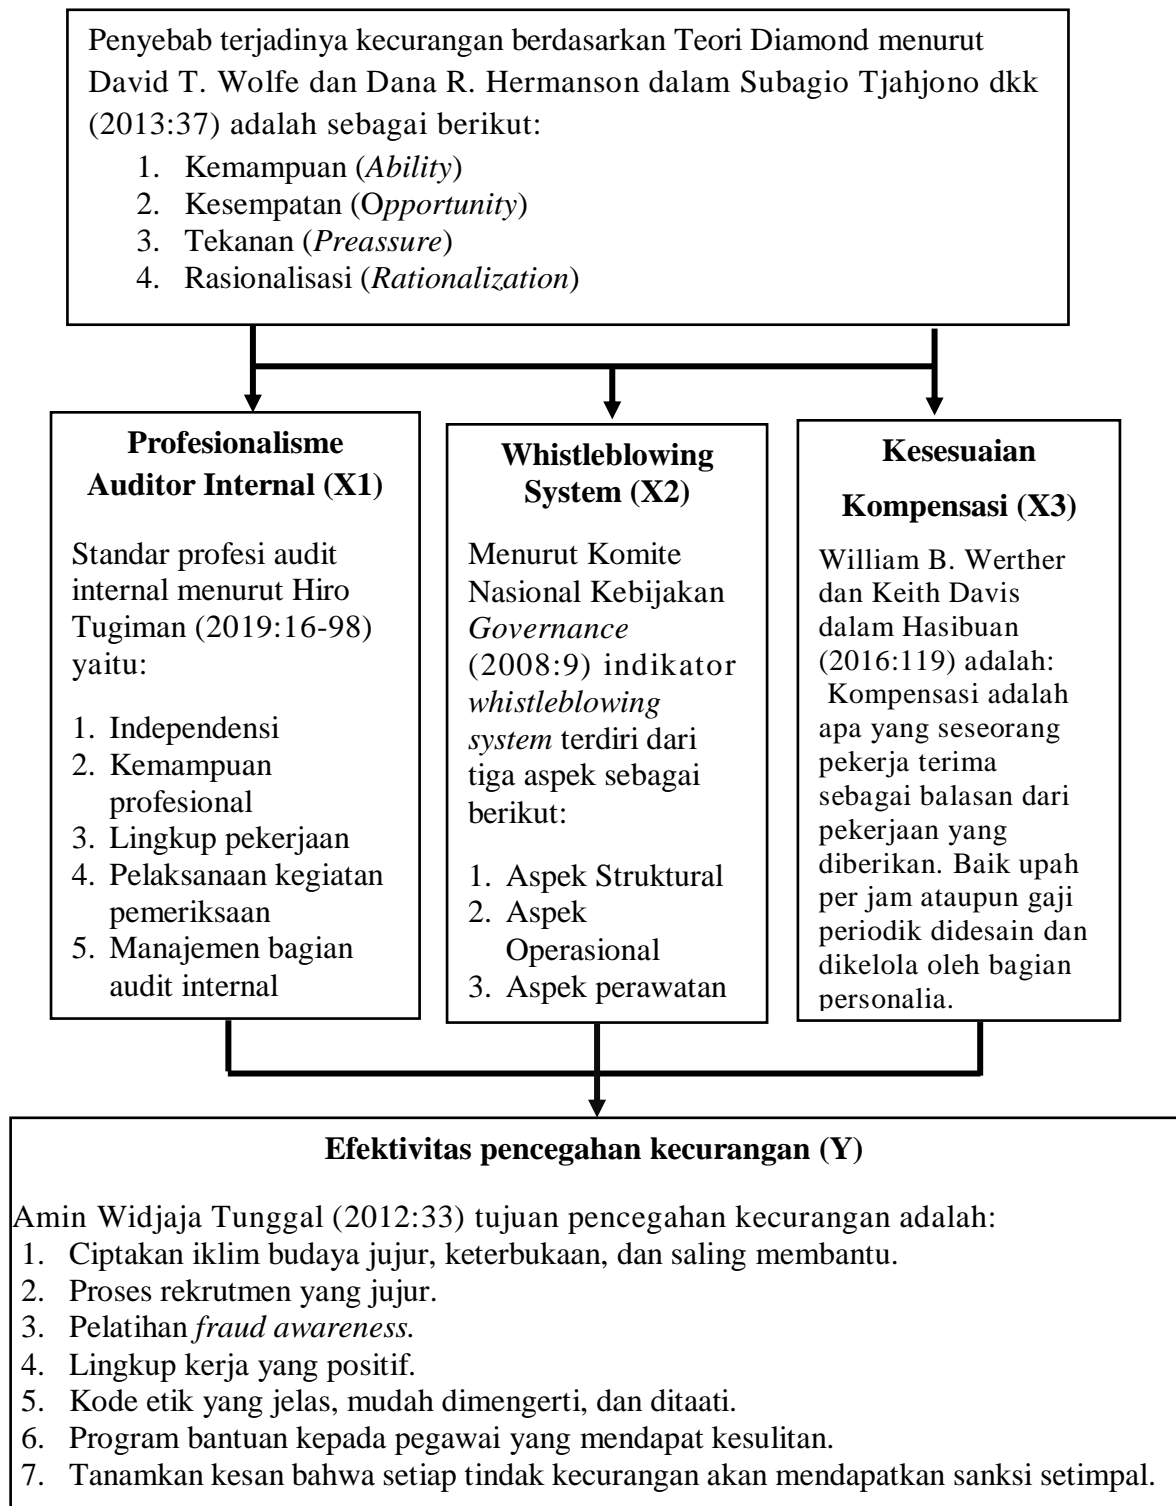 Penyebab terjadinya kecurangan berdasarkan Teori Diamond menurut
David T. Wolfe dan Dana R. Hermanson dalam Subagio Tjahjono dkk
(2013:37) adalah sebagai berikut:
1. Kemampuan (Ability)
2. Kesempatan (Opportunity)
3. Tekanan (Preassure)
4. Rasionalisasi (Rationalization)
Profesionalisme
Auditor Internal (X1)
Standar profesi audit
internal menurut Hiro
Tugiman (2019:16-98)
yaitu:
1. Independensi
2. Kemampuan
profesional
3. Lingkup pekerjaan
4. Pelaksanaan kegiatan
pemeriksaan
5. Manajemen bagian
audit internal
Whistleblowing
System (X2)
Menurut Komite
Nasional Kebijakan
Governance
(2008:9) indikator
whistleblowing
system terdiri dari
tiga aspek sebagai
berikut:
1. Aspek Struktural
2. Aspek
Operasional
3. Aspek perawatan
Kesesuaian
Kompensasi (X3)
William B. Werther
dan Keith Davis
dalam Hasibuan
(2016:119) adalah:
Kompensasi adalah
apa yang seseorang
pekerja terima
sebagai balasan dari
pekerjaan yang
diberikan. Baik upah
per jam ataupun gaji
periodik didesain dan
dikelola oleh bagian
personalia.
Efektivitas pencegahan kecurangan (Y)
Amin Widjaja Tunggal (2012:33) tujuan pencegahan kecurangan adalah:
1. Ciptakan iklim budaya jujur, keterbukaan, dan saling membantu.
2. Proses rekrutmen yang jujur.
3. Pelatihan fraud awareness.
4. Lingkup kerja yang positif.
5. Kode etik yang jelas, mudah dimengerti, dan ditaati.
6. Program bantuan kepada pegawai yang mendapat kesulitan.
7. Tanamkan kesan bahwa setiap tindak kecurangan akan mendapatkan sanksi setimpal.